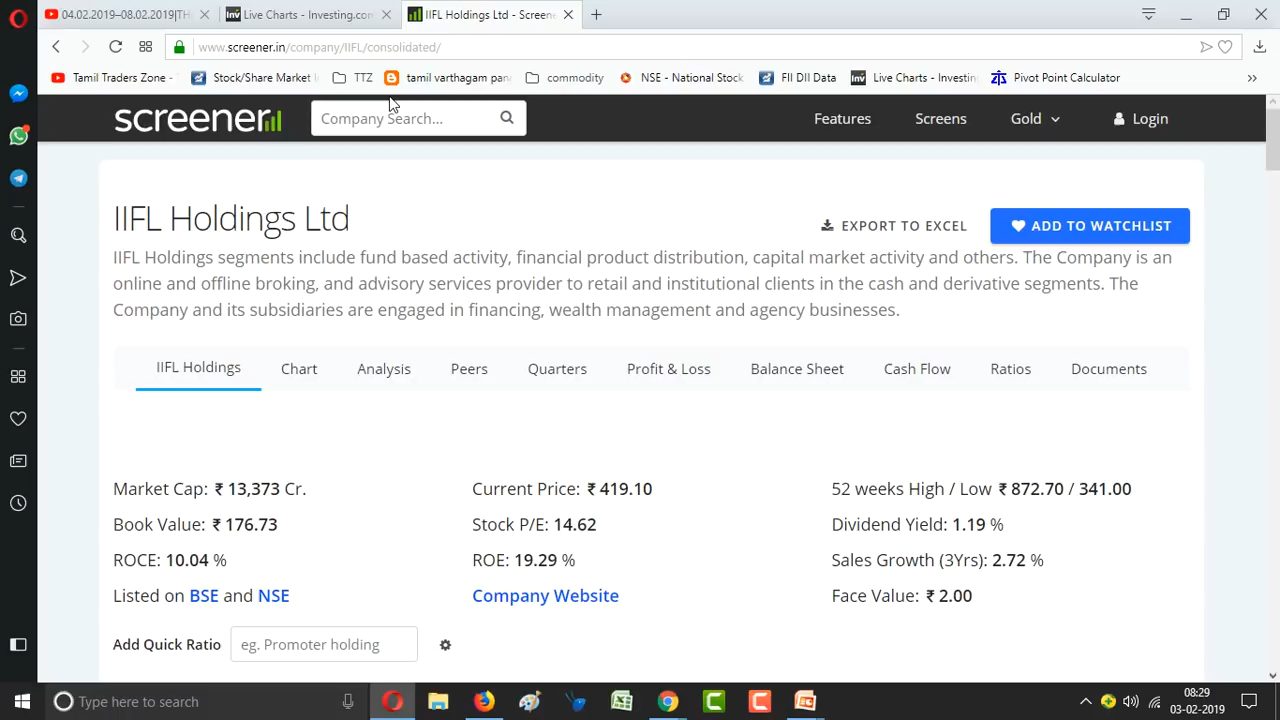 04.02.2019–08.02.2019|TH
Live Charts - Investing.com
IIFL Holdings Ltd - Screene
www.screener.in/company/IIFL/consolidated/
Tamil Traders Zone -
Stock/Share Market
TTZ
tamil varthagam pan
commodity
NSE - National Stock
FII DII Data
Inv Live Charts - Investin
Pivot Point Calculator
screener
Company Search...
Features
Screens
Gold
Login
IIFL Holdings Ltd
EXPORT TO EXCEL
ADD TO WATCHLIST
IIFL Holdings segments include fund based activity, financial product distribution, capital market activity and others. The Company is an
online and offline broking, and advisory services provider to retail and institutional clients in the cash and derivative segments. The
Company and its subsidiaries are engaged in financing, wealth management and agency businesses.
IIFL Holdings
Chart
Analysis
Peers
Quarters
Profit & Loss
Balance Sheet
Cash Flow
Ratios
Documents
Market Cap: ₹ 13,373 Cr.
Current Price: ₹ 419.10
52 weeks High / Low ₹ 872.70 / 341.00
Book Value: ₹ 176.73
Stock P/E: 14.62
Dividend Yield: 1.19 %
ROCE: 10.04 %
ROE: 19.29 %
Sales Growth (3Yrs): 2.72 %
Listed on BSE and NSE
Company Website
Face Value: ₹ 2.00
Add Quick Ratio
eg. Promoter holding
Type here to search
08:29
03-02-2019